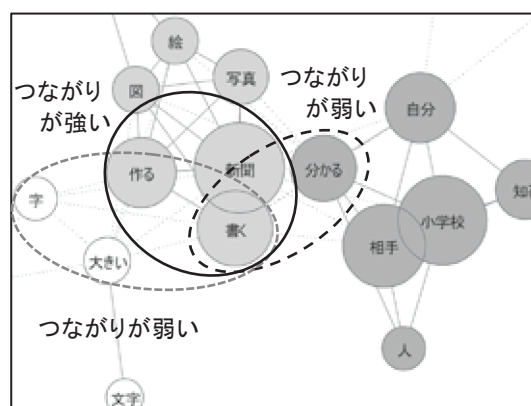 絵
図
写真
つながり
が強い
つながり
が弱い
自分
作る
新聞
分かる
字
知る
書く
小学校
相手
大きい
つながりが弱い
人
文字